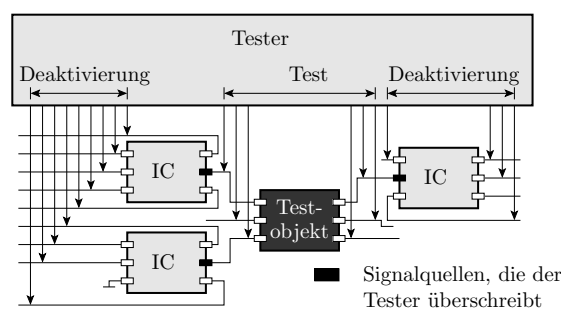 Tester
Deaktivierung
Test
Deaktivierung
IC
IC
Test-
objekt
IC
Signalquellen, die der
Tester überschreibt